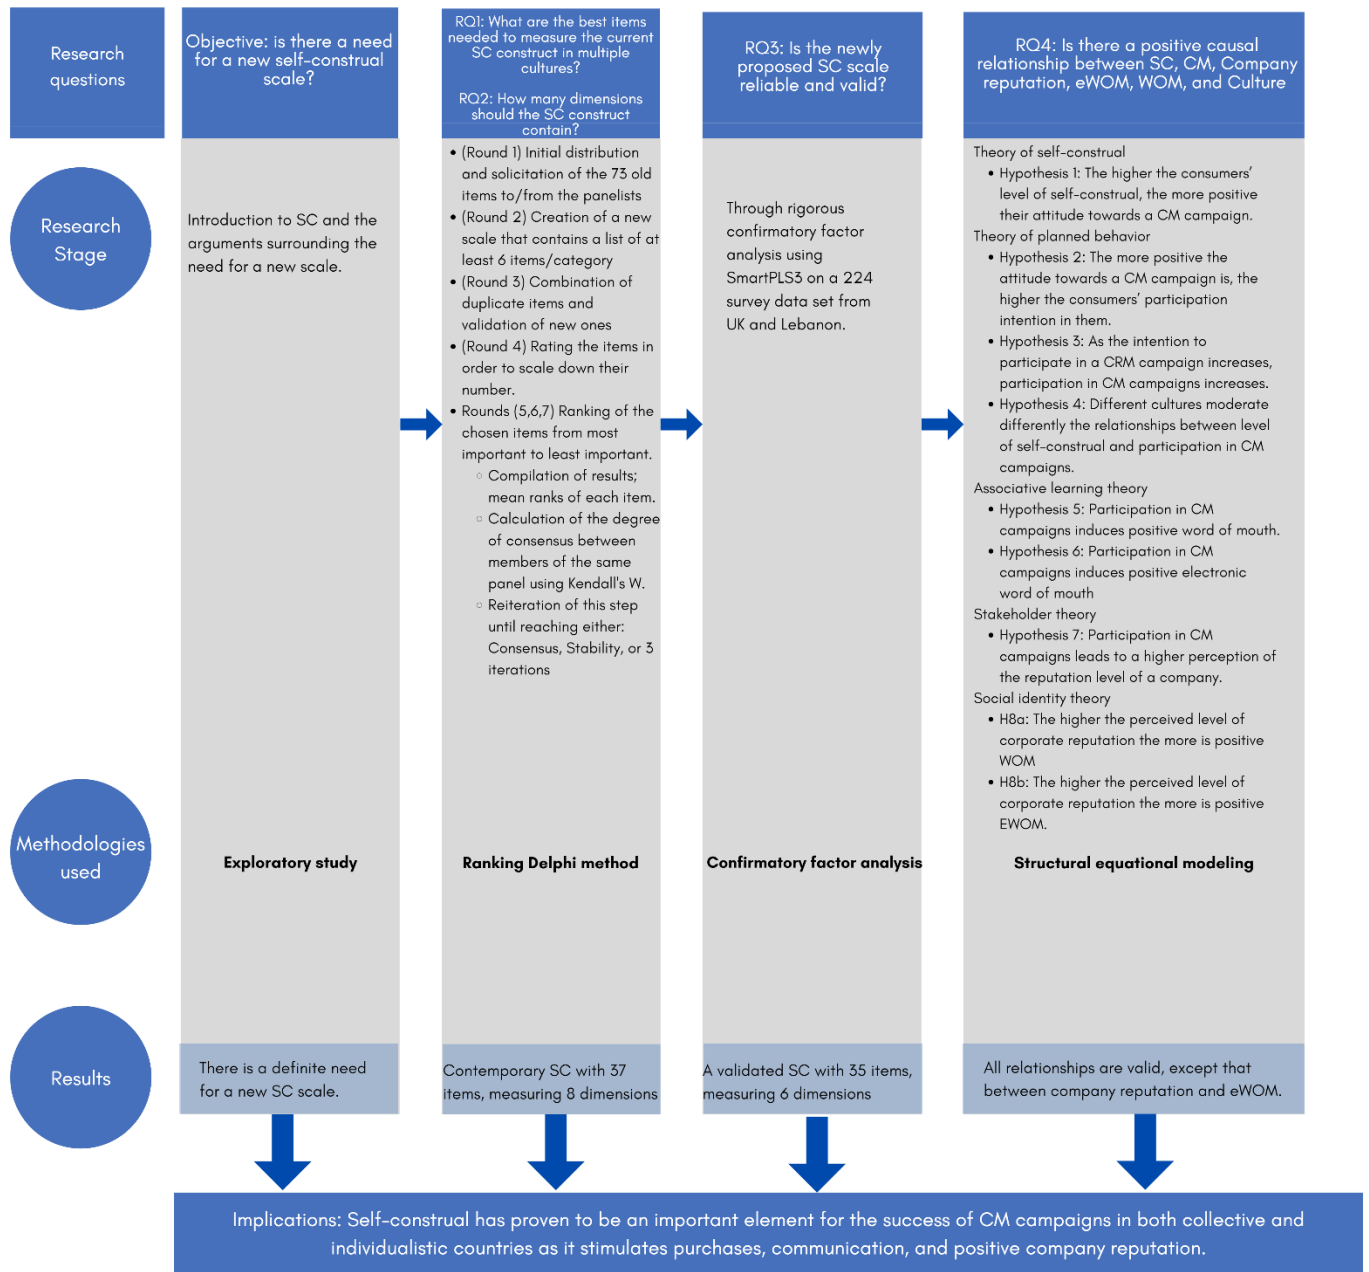 Research
questions
Objective: is there a need
for a new self-construal
scale?
RQ1: What are the best items
needed to measure the current
SC construct in multiple
cultures?
RQ2: How many dimensions
should the SC construct
contain?
RQ3: Is the newly
proposed SC scale
reliable and valid?
RQ4: Is there a positive causal
relationship between SC, CM, Company
reputation, eWOM, WOM, and Culture
Research
Stage
Introduction to SC and the
arguments surrounding the
need for a new scale.
• (Round 1) Initial distribution
and solicitation of the 73 old
items to/from the panelists
• (Round 2) Creation of a new
scale that contains a list of at
least 6 items/category
• (Round 3) Combination of
duplicate items and
validation of new ones
• (Round 4) Rating the items in
order to scale down their
number.
• Rounds (5,6,7) Ranking of the
chosen items from most
important to least important.
○ Compilation of results;
mean ranks of each item.
○ Calculation of the degree
of consensus between
members of the same
panel using Kendall's W.
○ Reiteration of this step
until reaching either:
Consensus, Stability, or 3
iterations
Through rigorous
confirmatory factor
analysis using
SmartPLS3 on a 224
survey data set from
UK and Lebanon.
Theory of self-construal
• Hypothesis 1: The higher the consumers'
level of self-construal, the more positive
their attitude towards a CM campaign.
Theory of planned behavior
• Hypothesis 2: The more positive the
attitude towards a CM campaign is, the
higher the consumers' participation
intention in them.
• Hypothesis 3: As the intention to
participate in a CRM campaign increases,
participation in CM campaigns increases.
• Hypothesis 4: Different cultures moderate
differently the relationships between level
of self-construal and participation in CM
campaigns.
Associative learning theory
• Hypothesis 5: Participation in CM
campaigns induces positive word of mouth.
• Hypothesis 6: Participation in CM
campaigns induces positive electronic
word of mouth
Stakeholder theory
• Hypothesis 7: Participation in CM
campaigns leads to a higher perception of
the reputation level of a company.
Social identity theory
• H8a: The higher the perceived level of
corporate reputation the more is positive
WOM
• H8b: The higher the perceived level of
corporate reputation the more is positive
EWOM.
Methodologies
used
Exploratory study
Ranking Delphi method
Confirmatory factor analysis
Structural equational modeling
Results
There is a definite need
for a new SC scale.
Contemporary SC with 37
items, measuring 8 dimensions
A validated SC with 35 items,
measuring 6 dimensions
All relationships are valid, except that
between company reputation and eWOM.
Implications: Self-construal has proven to be an important element for the success of CM campaigns in both collective and
individualistic countries as it stimulates purchases, communication, and positive company reputation.